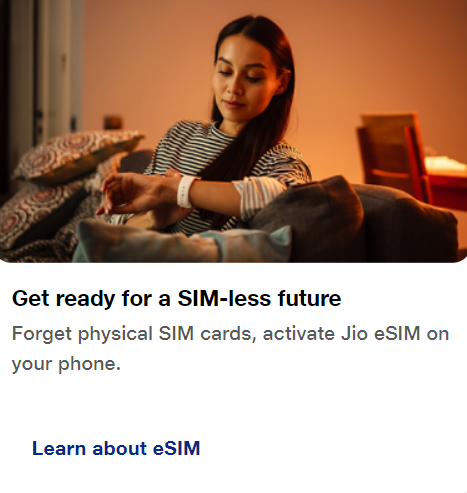 Get ready for a SIM-less future
Forget physical SIM cards, activate Jio eSIM on
your phone.
Learn about eSIM